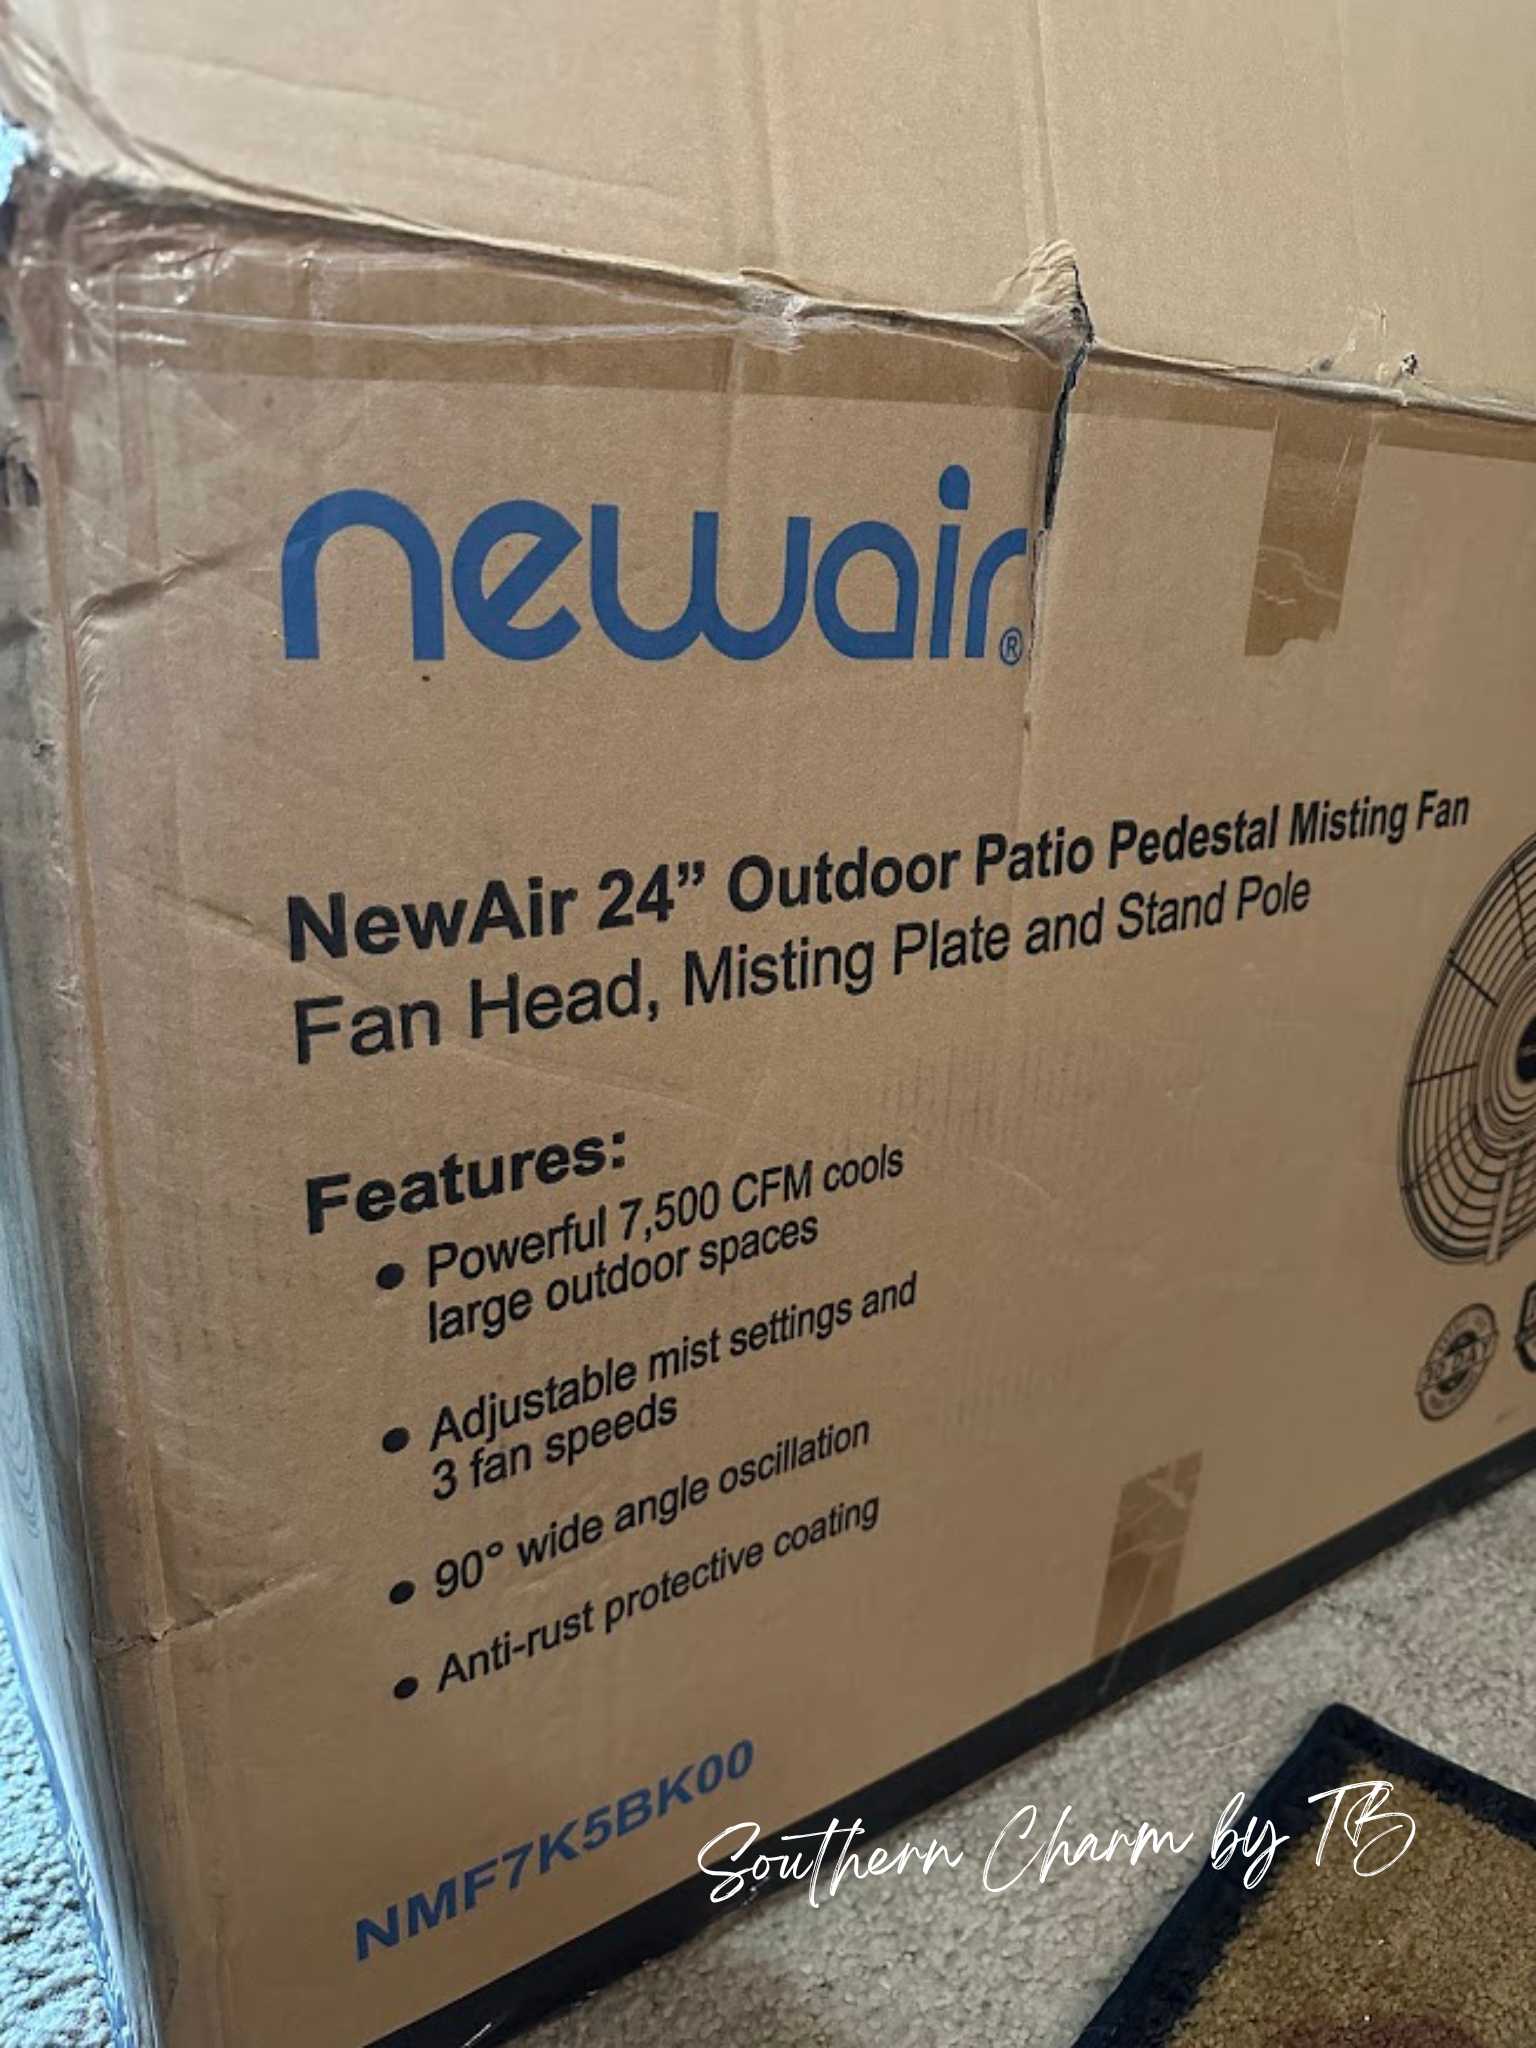 newair®
NewAir 24” Outdoor Patio Pedestal Misting Fan
Fan Head, Misting Plate and Stand Pole
Features:
• Powerful 7,500 CFM cools
large outdoor spaces
• Adjustable mist settings and
3 fan speeds
• 90° wide angle oscillation
• Anti-rust protective coating
NMF7K5BK00
Southern Charm by TB